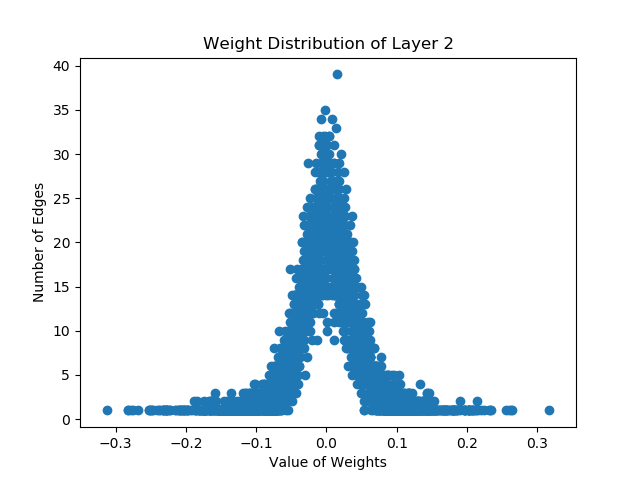 Weight Distribution of Layer 2
Number of Edges
40
35
30
25
20
15
10
5
0
−0.3 −0.2 −0.1 0.0 0.1 0.2 0.3
Value of Weights